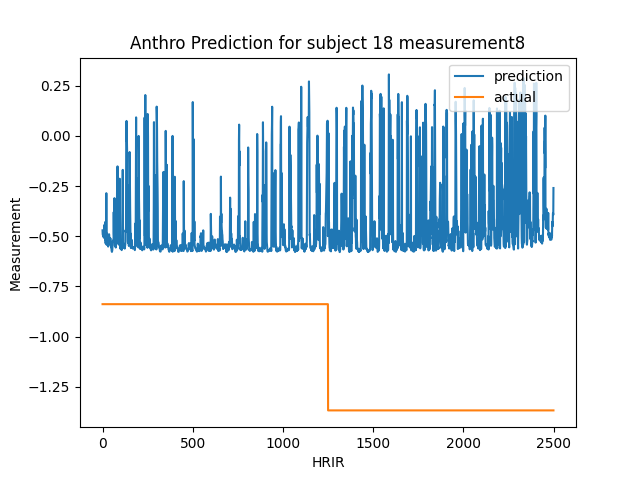 Anthro Prediction for subject 18 measurement8
prediction
actual
0.25
0.00
−0.25
−0.50
−0.75
−1.00
−1.25
Measurement
0
500
1000
1500
2000
2500
HRIR